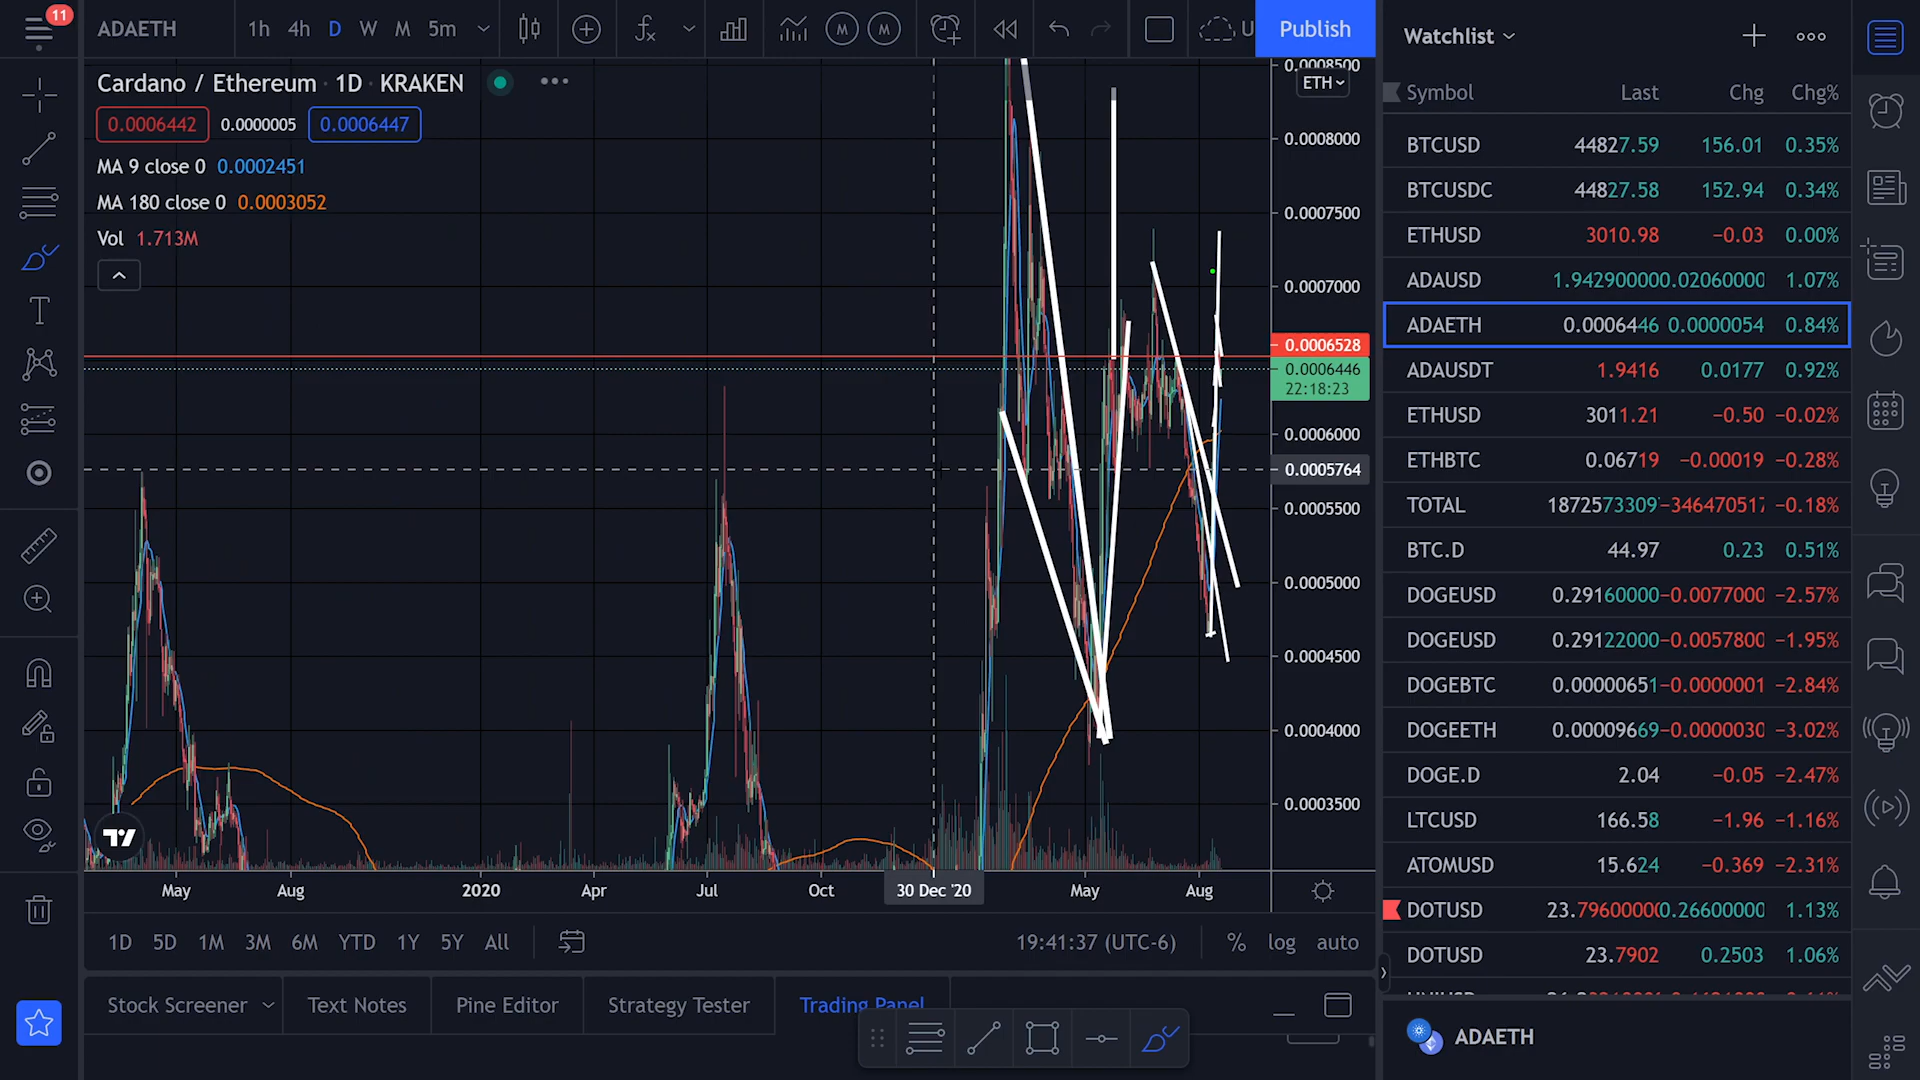 11
ADAETH
1h 4h D W M 5m
M M
U
Publish
Cardano / Ethereum · 1D · KRAKEN
0.0006442 0.0000005 0.0006447
MA 9 close 0 0.0002451
MA 180 close 0 0.0003052
Vol 1.713M
0.0008500
ETH
0.0008000
0.0007500
0.0007000
0.0006528
0.0006446
22:18:23
0.0006000
0.0005764
0.0005500
0.0005000
0.0004500
0.0004000
0.0003500
May Aug 2020 Apr Jul Oct 30 Dec '20 May Aug
1D 5D 1M 3M 6M YTD 1Y 5Y All
19:41:37 (UTC-6) % log auto
Stock Screener Text Notes Pine Editor Strategy Tester Trading Panel
Watchlist
Symbol Last Chg Chg%
BTCUSD 44827.59 156.01 0.35%
BTCUSDC 44827.58 152.94 0.34%
ETHUSD 3010.98 −0.03 0.00%
ADAUSD 1.942900000.02060000 1.07%
ADAETH 0.0006446 0.0000054 0.84%
ADAUSDT 1.9416 0.0177 0.92%
ETHUSD 3011.21 −0.50 −0.02%
ETHBTC 0.06719 −0.00019 −0.28%
TOTAL 1872573309 −34647051 −0.18%
BTC.D 44.97 0.23 0.51%
DOGEUSD 0.29160000 −0.0077000 −2.57%
DOGEUSD 0.29122000 −0.0057800 −1.95%
DOGEBTC 0.00000651 −0.0000001 −2.84%
DOGEETH 0.00009669 −0.0000030 −3.02%
DOGE.D 2.04 −0.05 −2.47%
LTCUSD 166.58 −1.96 −1.16%
ATOMUSD 15.624 −0.369 −2.31%
DOTUSD 23.7960000 0.26600000 1.13%
DOTUSD 23.7902 0.2503 1.06%
ADAETH